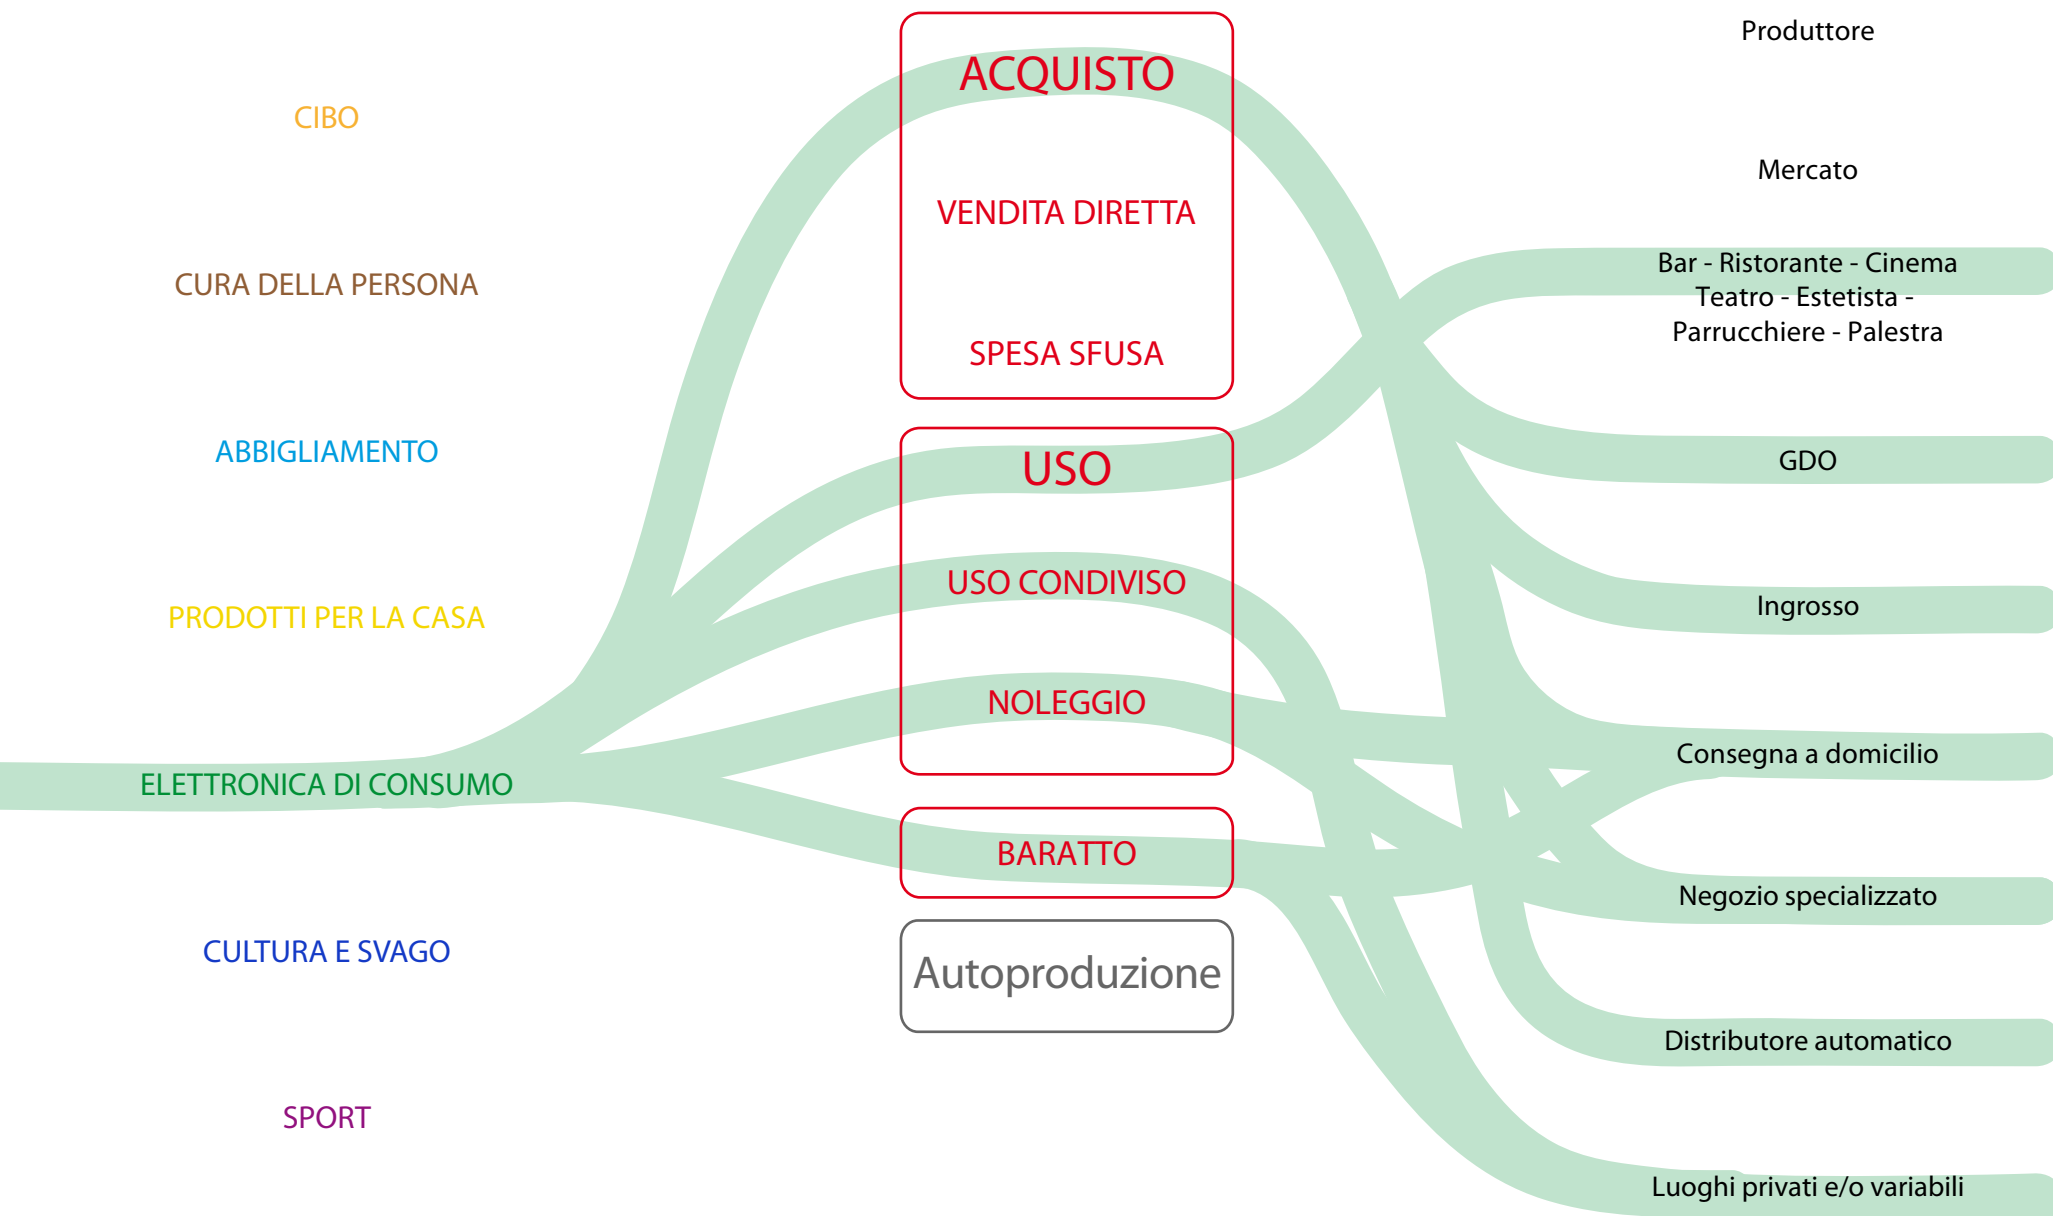 CIBO
CURA DELLA PERSONA
ABBIGLIAMENTO
PRODOTTI PER LA CASA
ELETTRONICA DI CONSUMO
CULTURA E SVAGO
SPORT
ACQUISTO
VENDITA DIRETTA
SPESA SFUSA
USO
USO CONDIVISO
NOLEGGIO
BARATTO
Autoproduzione
Produttore
Mercato
Bar - Ristorante - Cinema
Teatro - Estetista -
Parrucchiere - Palestra
GDO
Ingrosso
Consegna a domicilio
Negozio specializzato
Distributore automatico
Luoghi privati e/o variabili